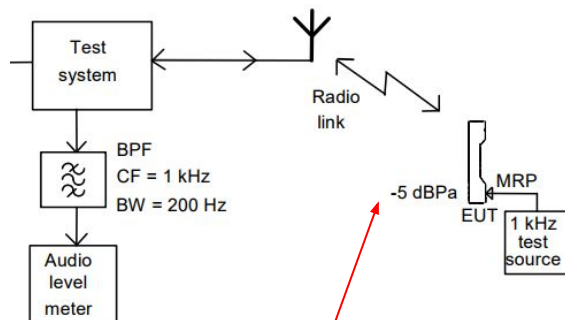 Test
system
Radio
link
BPF
CF = 1 kHz
BW = 200 Hz
Audio
level
meter
-5 dBPa
MRP
EUT
1 kHz
test
source